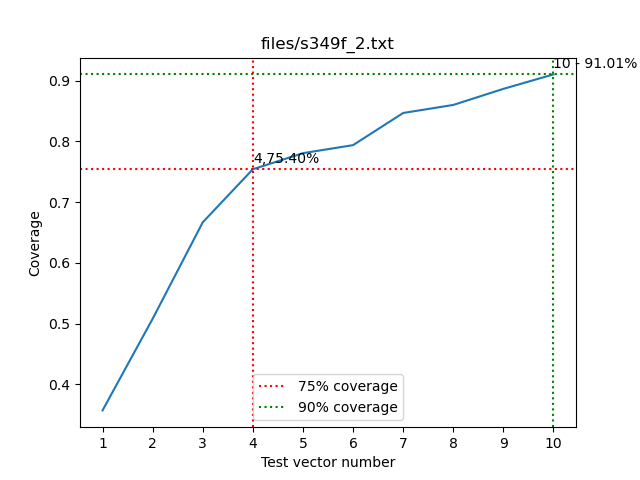 files/s349f_2.txt
10 - 91.01%
4,75.40%
0.9
0.8
0.7
0.6
0.5
0.4
Coverage
75% coverage
90% coverage
1 2 3 4 5 6 7 8 9 10
Test vector number